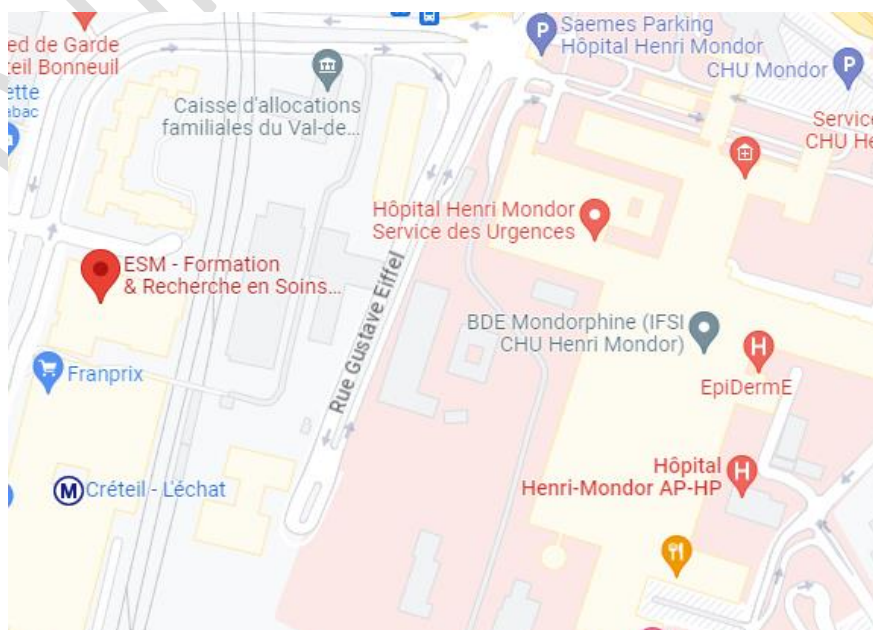 Saemes Parking
Hôpital Henri Mondor
CHU Mondor
ed de Garde
teil Bonneuil
ette
abac
Caisse d'allocations
familiales du Val-de...
Service
CHU He
Hôpital Henri Mondor
Service des Urgences
ESM - Formation
& Recherche en Soins...
Rue Gustave Eiffel
BDE Mondorphine (IFSI
CHU Henri Mondor)
Franprix
EpiDermE
Hôpital
Henri-Mondor AP-HP
Créteil - L'échat
P
P
H
H
M